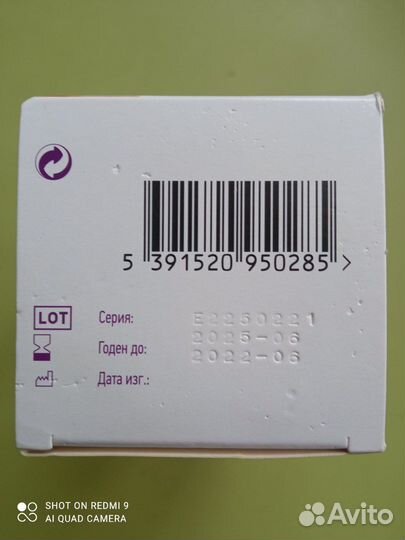 5 391520 950285 >
LOT Серия: E2250221
Годен до: 2025-06
Дата изг.: 2022-06
SHOT ON REDMI 9
AI QUAD CAMERA
Avito